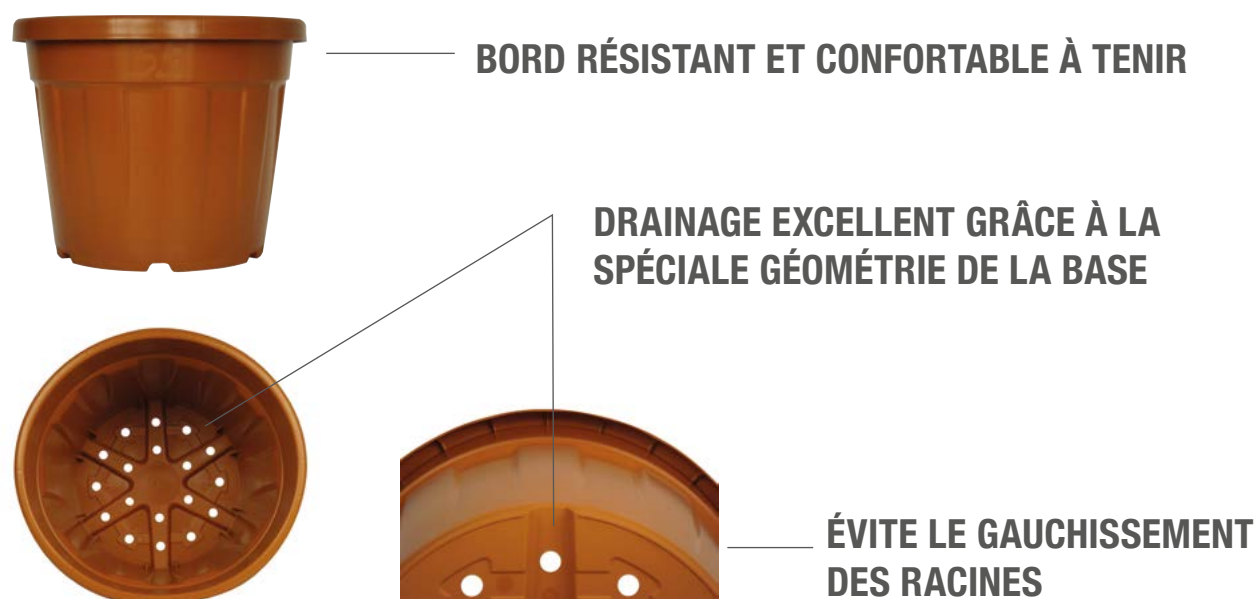 BORD RÉSISTANT ET CONFORTABLE À TENIR
DRAINAGE EXCELLENT GRÂCE À LA
SPÉCIALE GÉOMÉTRIE DE LA BASE
ÉVITE LE GAUCHISSEMENT
DES RACINES